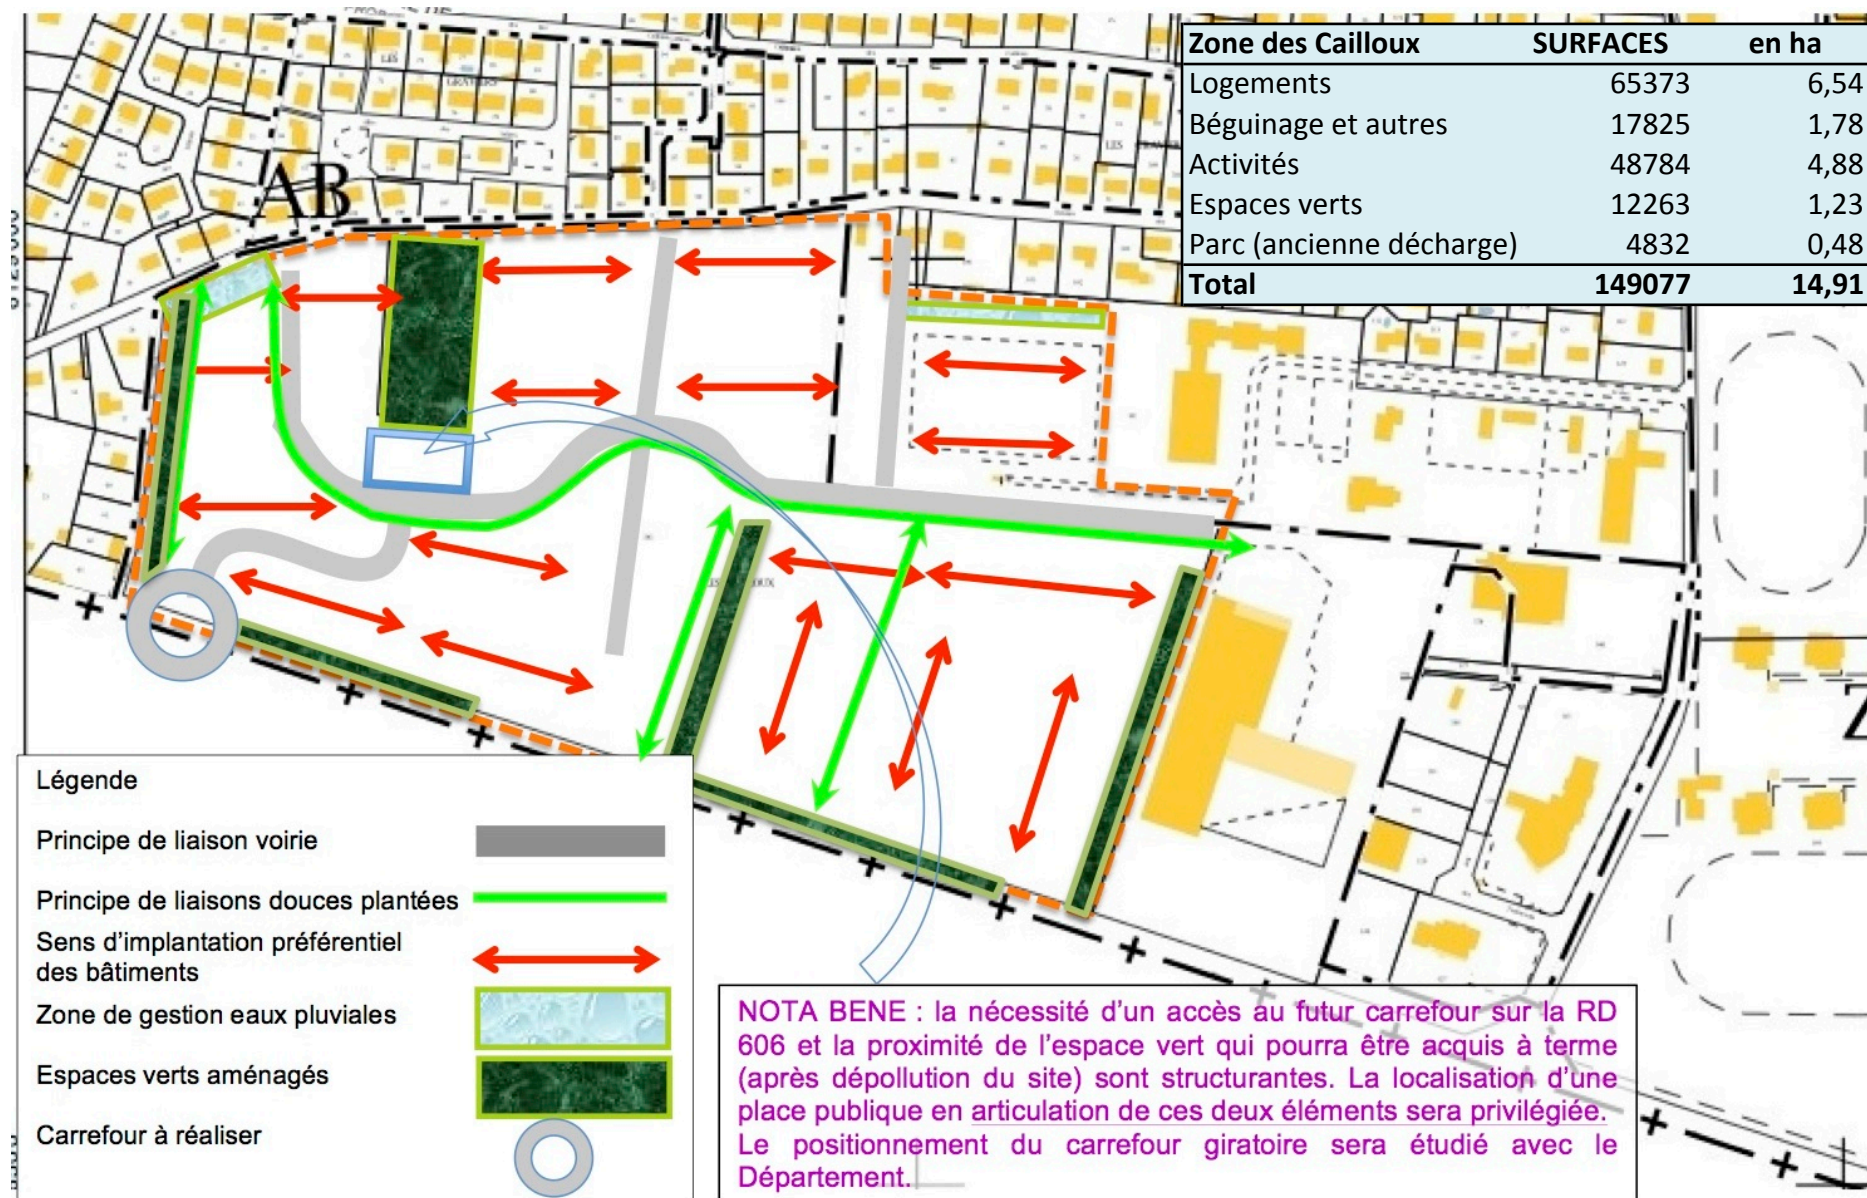 Zone des Cailloux SURFACES en ha
Logements 65373 6,54
Béguinage et autres 17825 1,78
Activités 48784 4,88
Espaces verts 12263 1,23
Parc (ancienne décharge) 4832 0,48
Total 149077 14,91
LES
GRAVIERS
AB
LES
Légende
Principe de liaison voirie
Principe de liaisons douces plantées
Sens d’implantation préférentiel
des bâtiments
Zone de gestion eaux pluviales
Espaces verts aménagés
Carrefour à réaliser
NOTA BENE : la nécessité d’un accès au futur carrefour sur la RD
606 et la proximité de l’espace vert qui pourra être acquis à terme
(après dépollution du site) sont structurantes. La localisation d’une
place publique en articulation de ces deux éléments sera privilégiée.
Le positionnement du carrefour giratoire sera étudié avec le
Département.